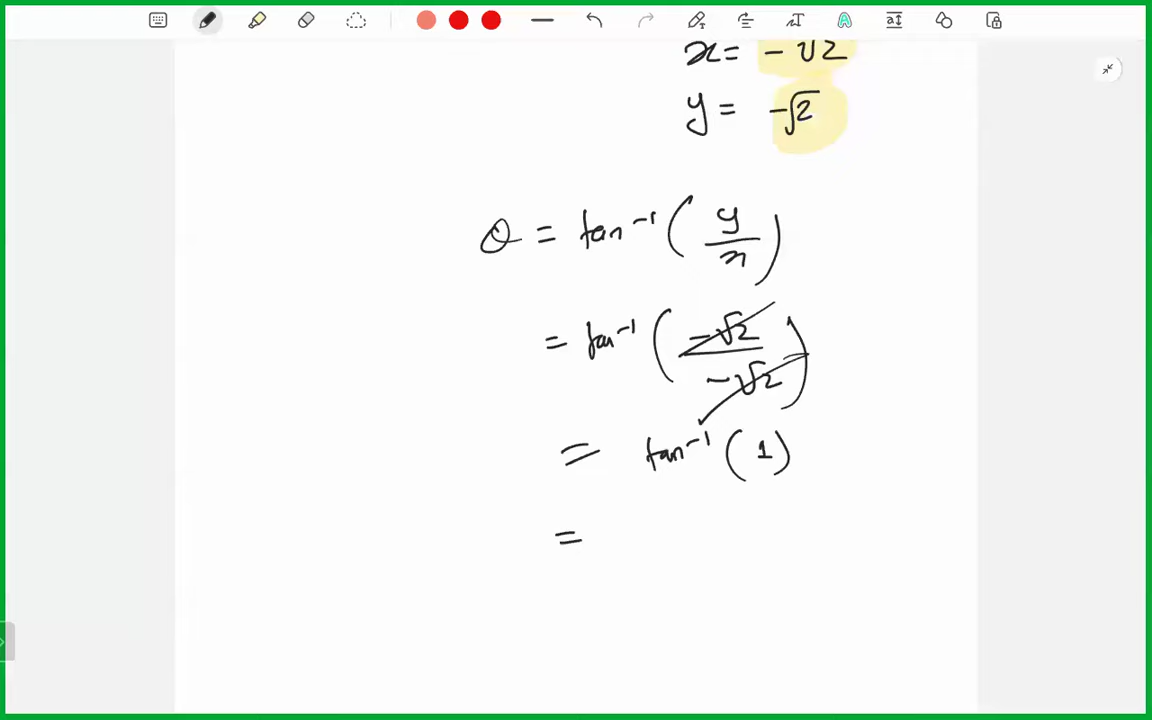 x = -√2
y = -√2
θ = tan⁻¹(y/x)
= tan⁻¹(-√2/-√2)
= tan⁻¹(1)
=